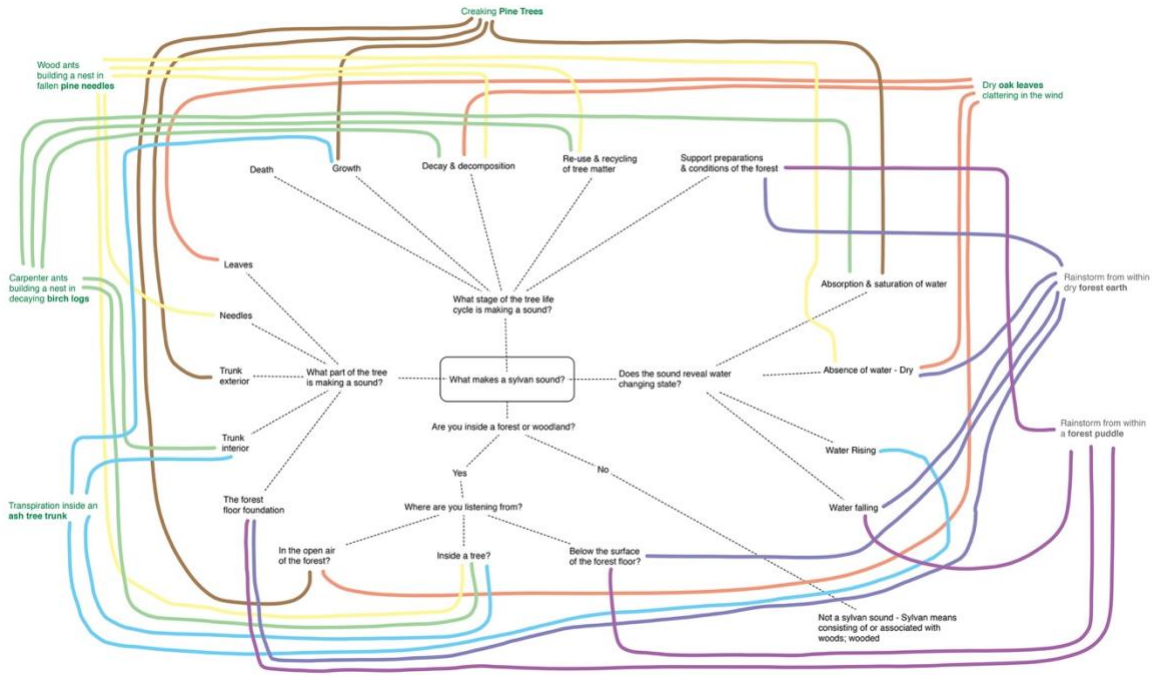 Creaking Pine Trees
Wood ants
building a nest in
fallen pine needles
Dry oak leaves
clattering in the wind
Death
Growth
Decay & decomposition
Re-use & recycling
of tree matter
Support preparations
& conditions of the forest
Leaves
Carpenter ants
building a nest in
decaying birch logs
Absorption & saturation of water
Rainstorm from within
dry forest earth
What stage of the tree life
cycle is making a sound?
Needles
Trunk
exterior
What part of the tree
is making a sound?
What makes a sylvan sound?
Does the sound reveal water
changing state?
Absence of water - Dry
Are you inside a forest or woodland?
Rainstorm from within
a forest puddle
Trunk
interior
Water Rising
Yes
No
Transpiration inside an
ash tree trunk
The forest
floor foundation
Where are you listening from?
Water falling
In the open air
of the forest?
Inside a tree?
Below the surface
of the forest floor?
Not a sylvan sound - Sylvan means
consisting of or associated with
woods; wooded